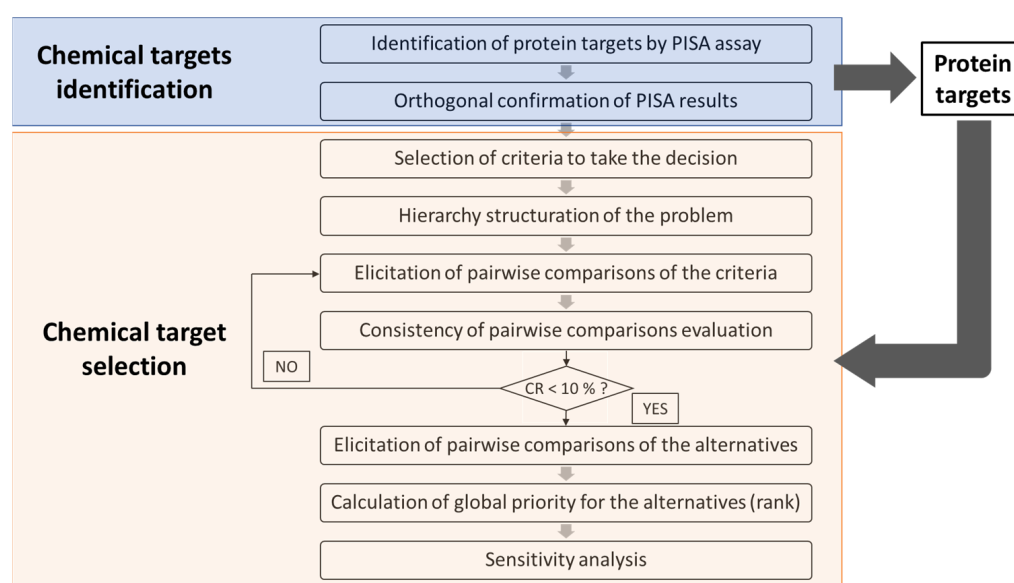 Chemical targets
identification
Identification of protein targets by PISA assay
Orthogonal confirmation of PISA results
Protein
targets
Chemical target
selection
Selection of criteria to take the decision
Hierarchy structuration of the problem
Elicitation of pairwise comparisons of the criteria
Consistency of pairwise comparisons evaluation
NO
CR < 10 % ?
YES
Elicitation of pairwise comparisons of the alternatives
Calculation of global priority for the alternatives (rank)
Sensitivity analysis